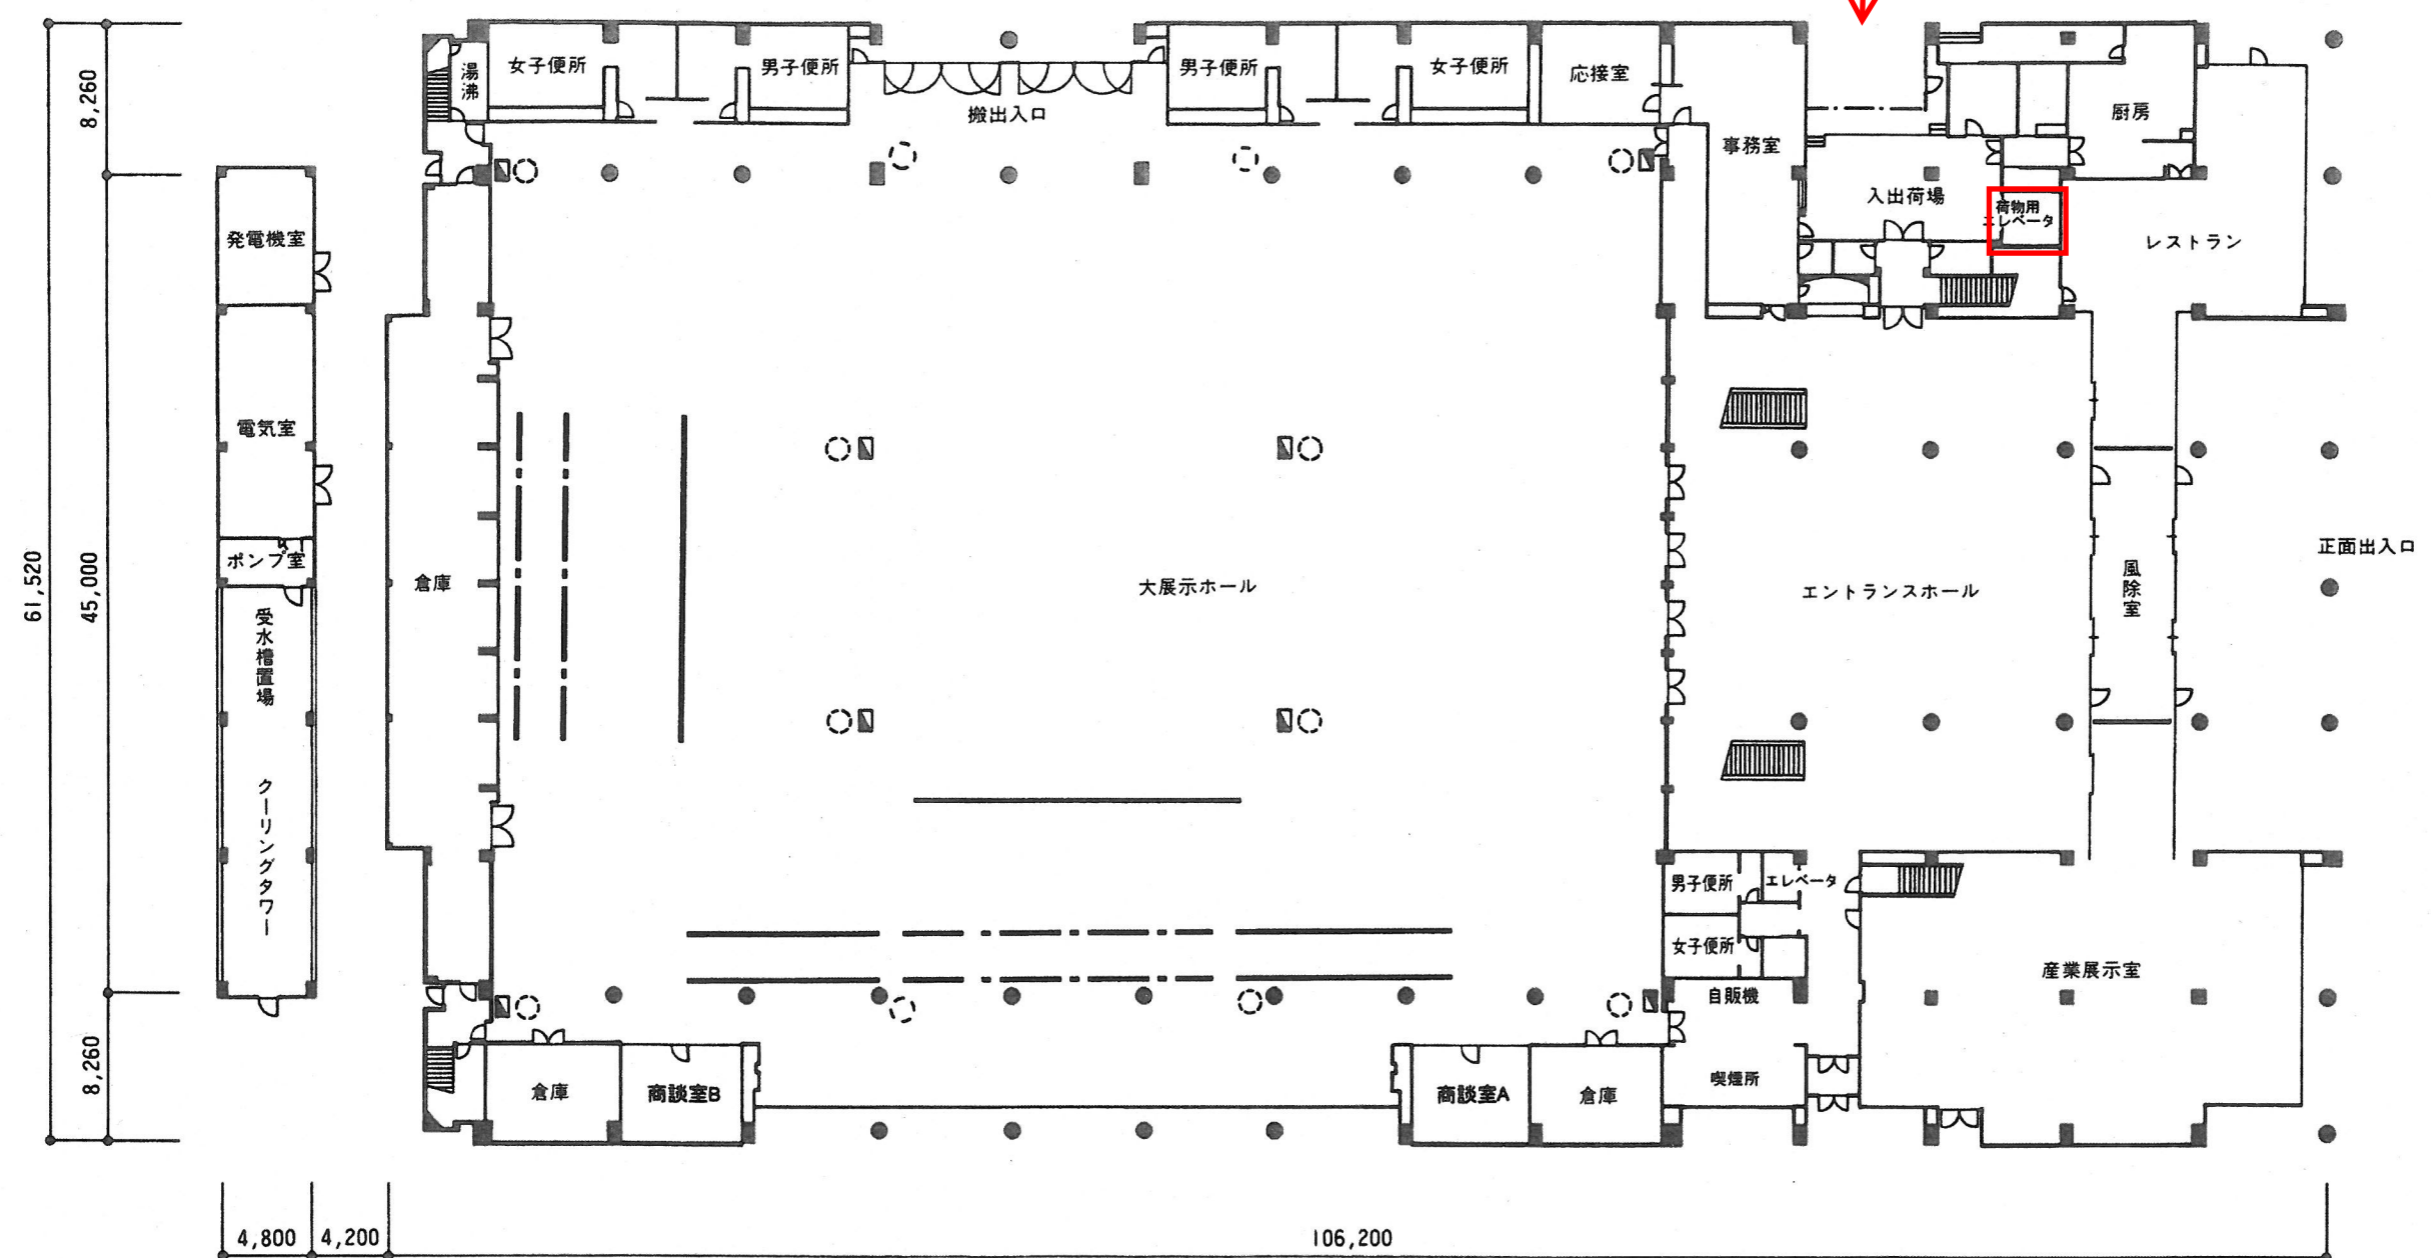 湯沸
女子便所
男子便所
搬出入口
男子便所
女子便所
応接室
事務室
厨房
入出荷場
荷物用
エレベータ
レストラン
8,260
発電機室
電気室
ポンプ室
受水槽置場
クーリングタワー
61,520
45,000
倉庫
大展示ホール
エントランスホール
風除室
正面出入口
男子便所
エレベータ
女子便所
産業展示室
自販機
8,260
倉庫
商談室B
商談室A
倉庫
喫煙所
4,800
4,200
106,200